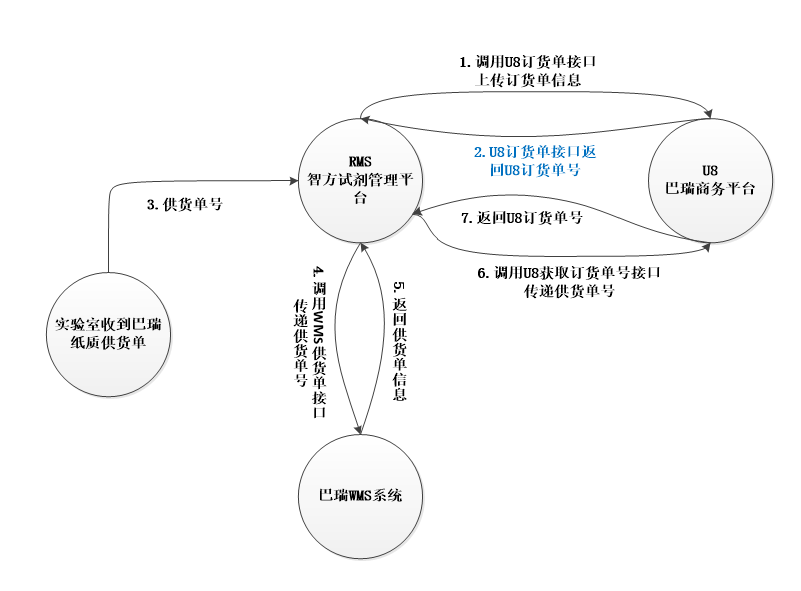 1.调用U8订货单接口
上传订货单信息
RMS
智方试剂管理平
台
2.U8订货单接口返
回U8订货单号
U8
巴瑞商务平台
3.供货单号
7.返回U8订货单号
6.调用U8获取订货单号接口
传递供货单号
实验室收到巴瑞
纸质供货单
4.调用WMS供货单接口
传递供货单号
5.返回供货单信息
巴瑞WMS系统